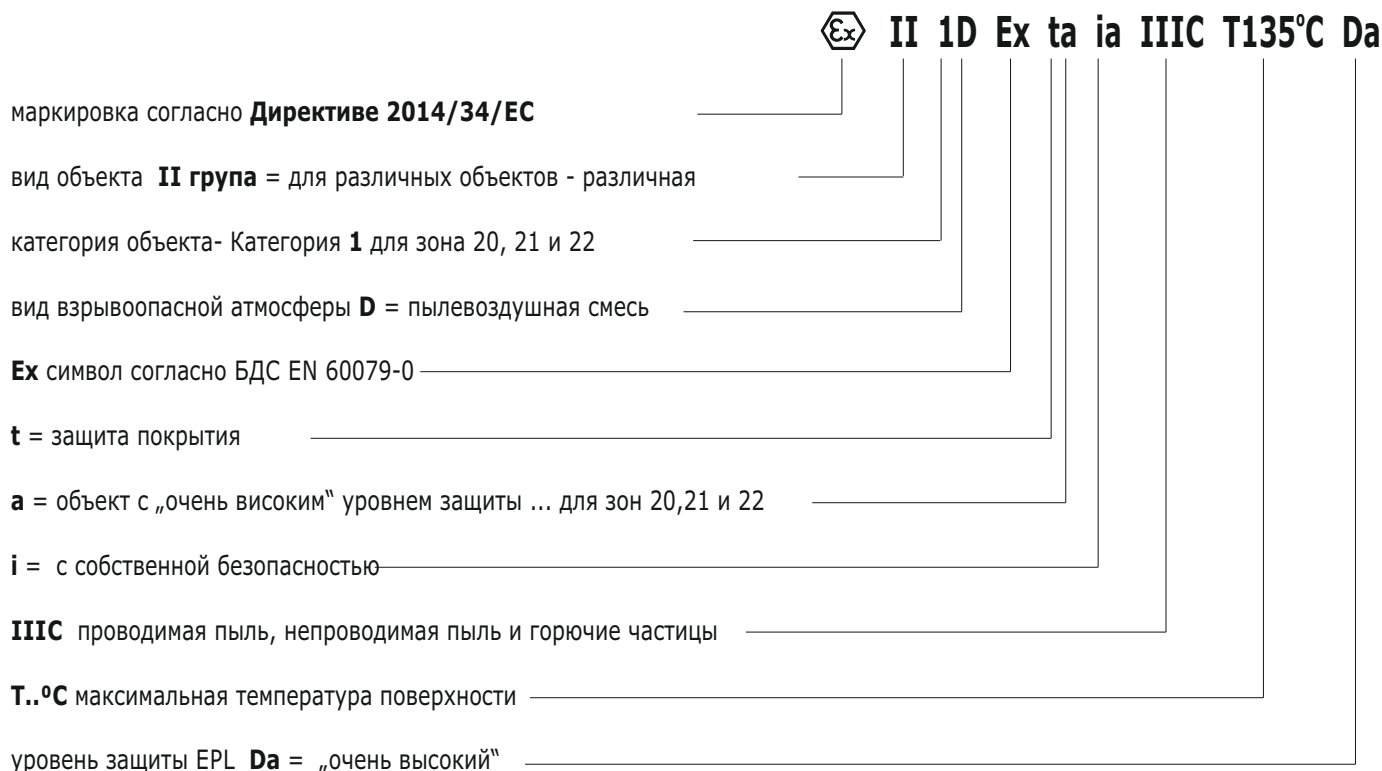 Ex II 1D Ex ta ia IIIC T135°C Da
маркировка согласно Директиве 2014/34/ЕС
вид объекта II група = для различных объектов - различная
категория объекта- Категория 1 для зона 20, 21 и 22
вид взрывоопасной атмосферы D = пылевоздушная смесь
Ex символ согласно БДС EN 60079-0
t = защита покрытия
a = объект с „очень високим“ уровнем защиты ... для зон 20,21 и 22
i = с собственной безопасностью
IIIC проводимая пыль, непроводимая пыль и горючие частицы
T..ºC максимальная температура поверхности
уровень защиты EPL Da = „очень высокий“